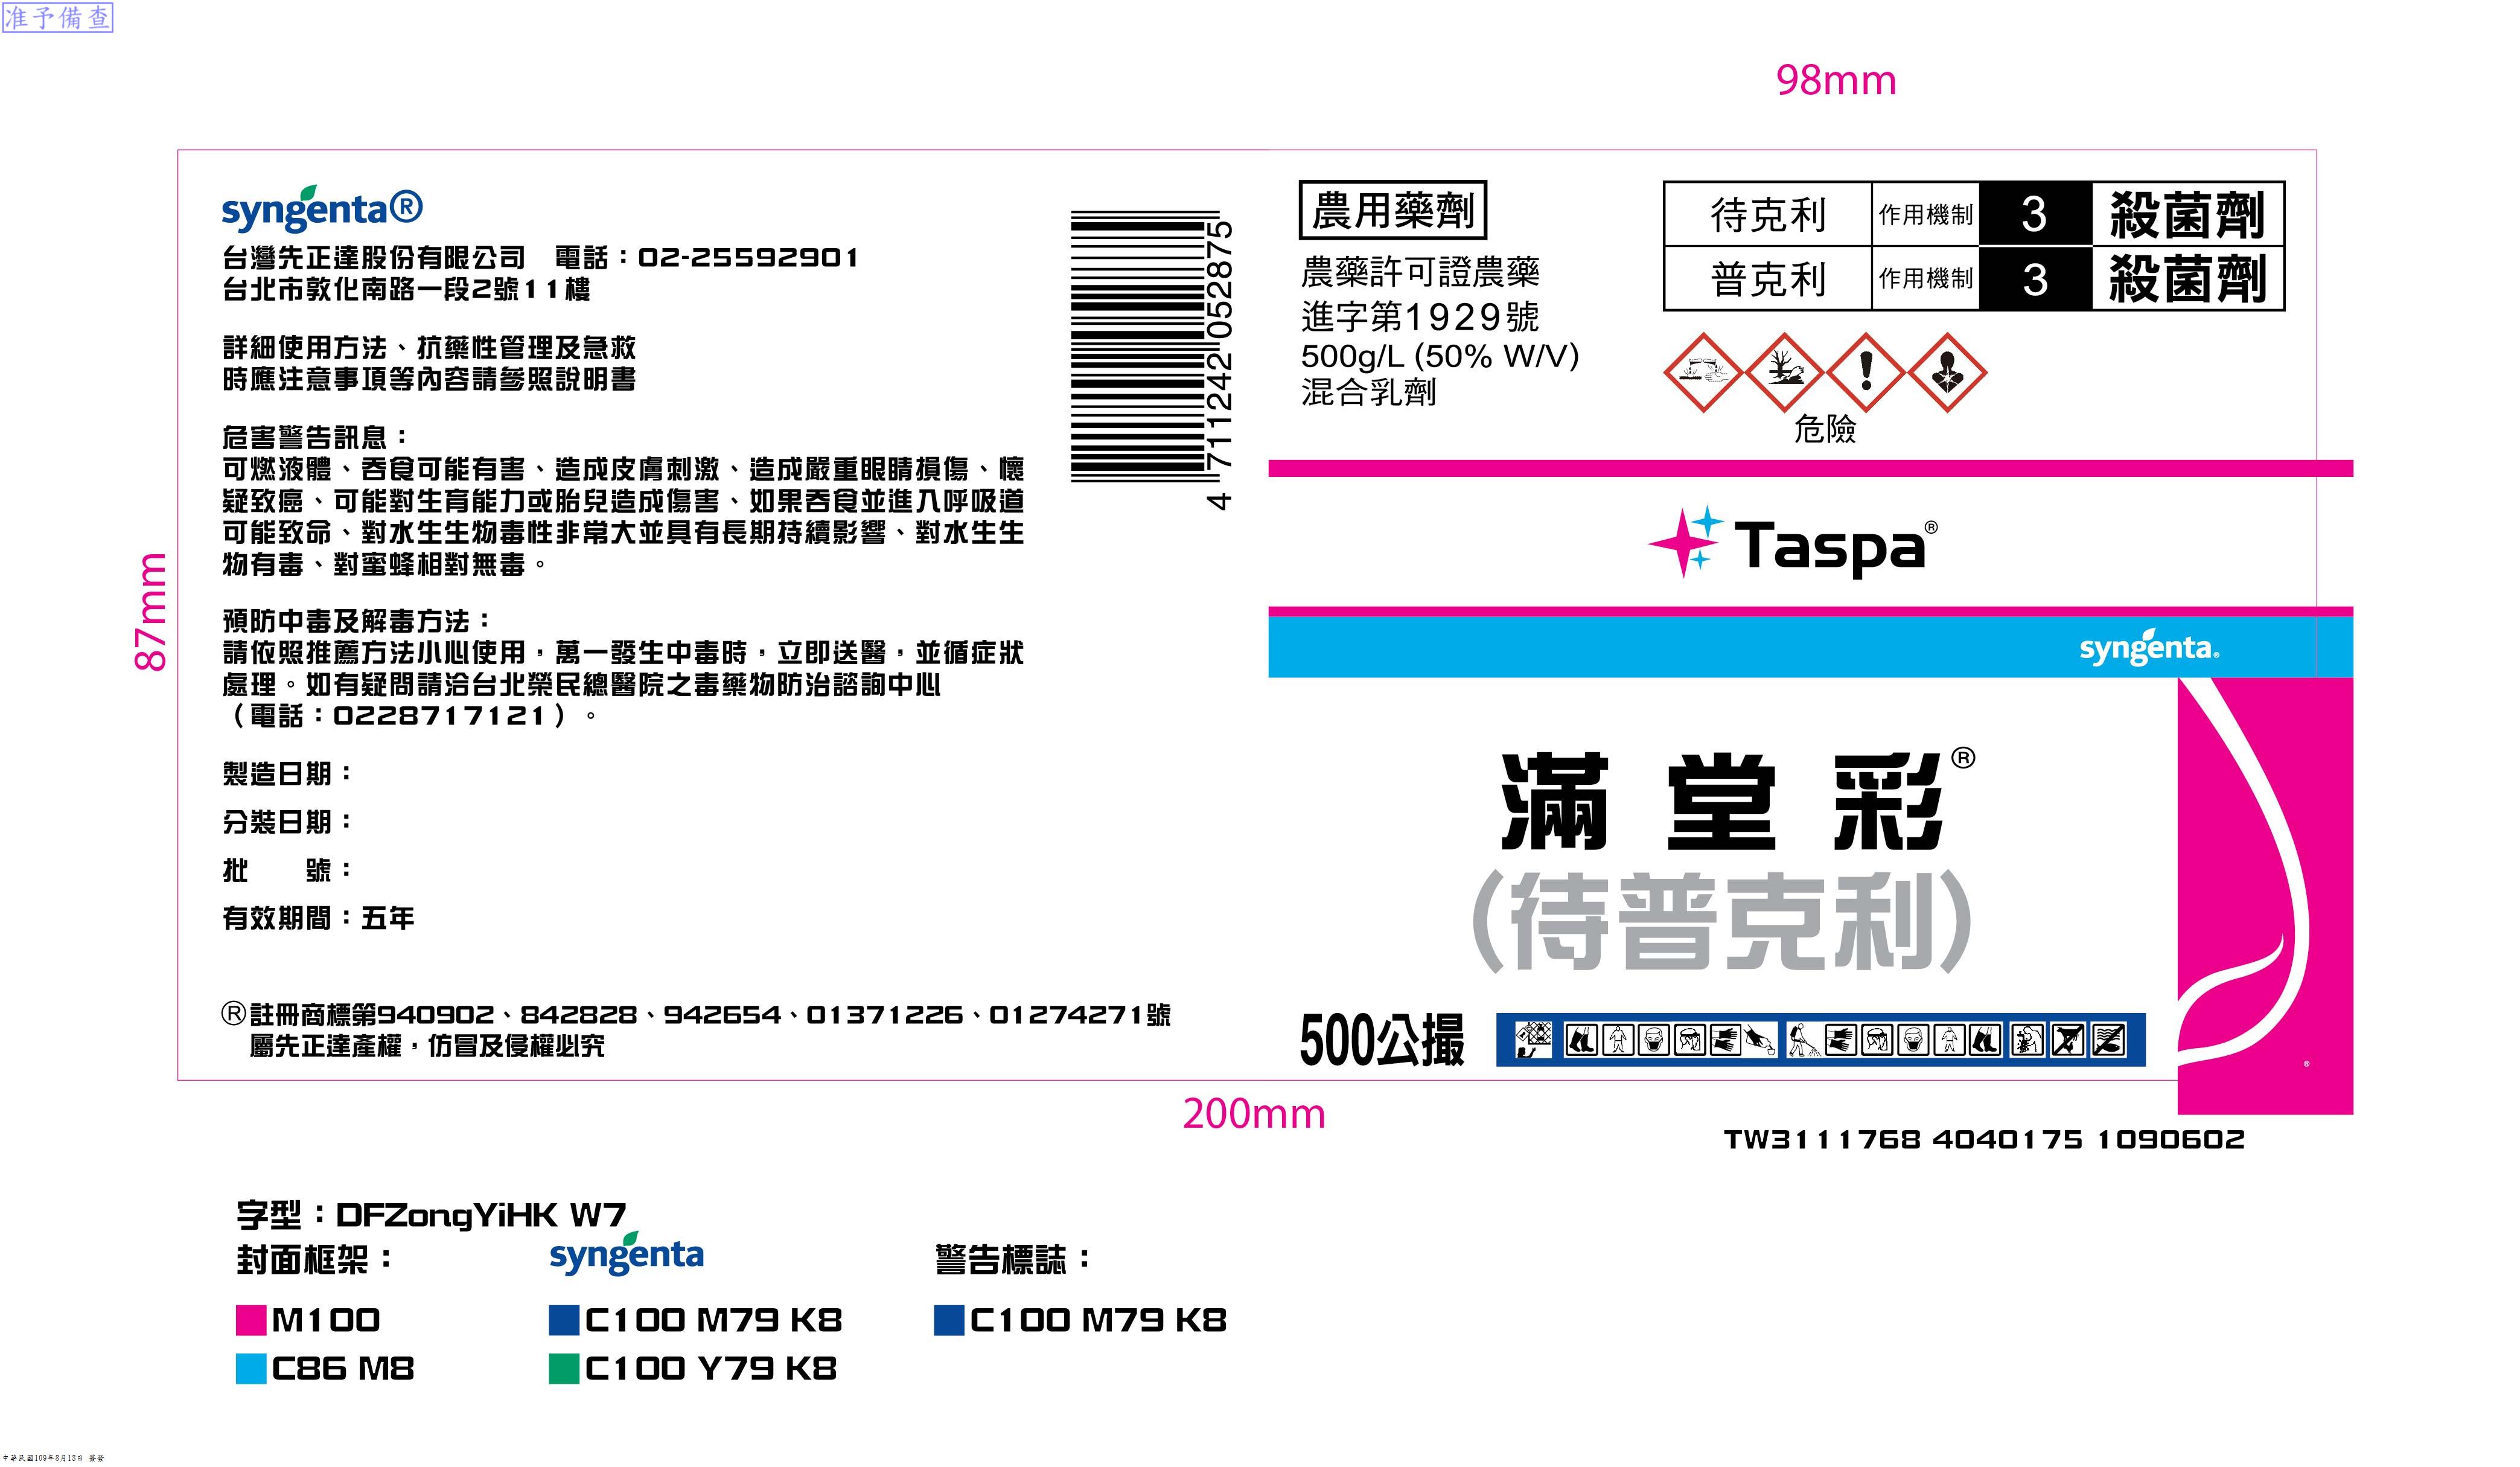 准予備查
98mm
syngenta®
台灣先正達股份有限公司　電話：02-25592901
台北市敦化南路一段2號11樓
詳細使用方法、抗藥性管理及急救
時應注意事項等內容請參照說明書
危害警告訊息：
可燃液體、吞食可能有害、造成皮膚刺激、造成嚴重眼睛損傷、懷
疑致癌、可能對生育能力或胎兒造成傷害、如果吞食並進入呼吸道
可能致命、對水生生物毒性非常大並具有長期持續影響、對水生生
物有毒、對蜜蜂相對無毒。
預防中毒及解毒方法：
請依照推薦方法小心使用，萬一發生中毒時，立即送醫，並循症狀
處理。如有疑問請洽台北榮民總醫院之毒藥物防治諮詢中心
（電話：0228717121）。
製造日期：
分裝日期：
批　　號：
有效期間：五年
®註冊商標第940902、842828、942654、01371226、01274271號
屬先正達產權，仿冒及侵權必究
87mm
4 711242 052875
農用藥劑
農藥許可證農藥
進字第1929號
500g/L (50% W/V)
混合乳劑
待克利 作用機制 3 殺菌劑
普克利 作用機制 3 殺菌劑
危險
Taspa®
syngenta®
滿堂彩®
(待普克利)
500公撮
®
200mm
TW3111768 4040175 1090602
字型：DFZongYiHK W7
封面框架：
syngenta
警告標誌：
M100
C100 M79 K8
C100 M79 K8
C86 M8
C100 Y79 K8
中華民國109年8月13日 簽發